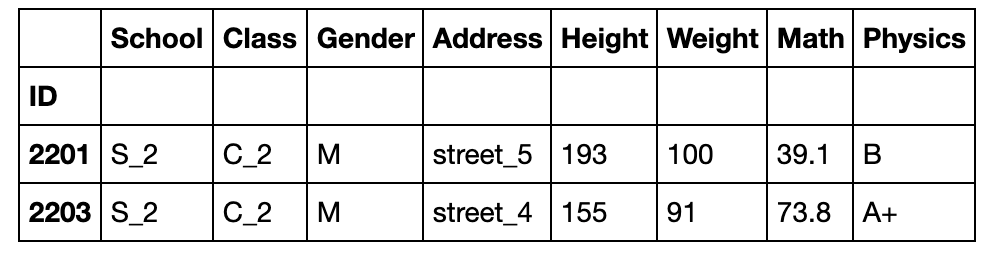 School Class Gender Address Height Weight Math Physics
ID
2201 S_2 C_2 M street_5 193 100 39.1 B
2203 S_2 C_2 M street_4 155 91 73.8 A+